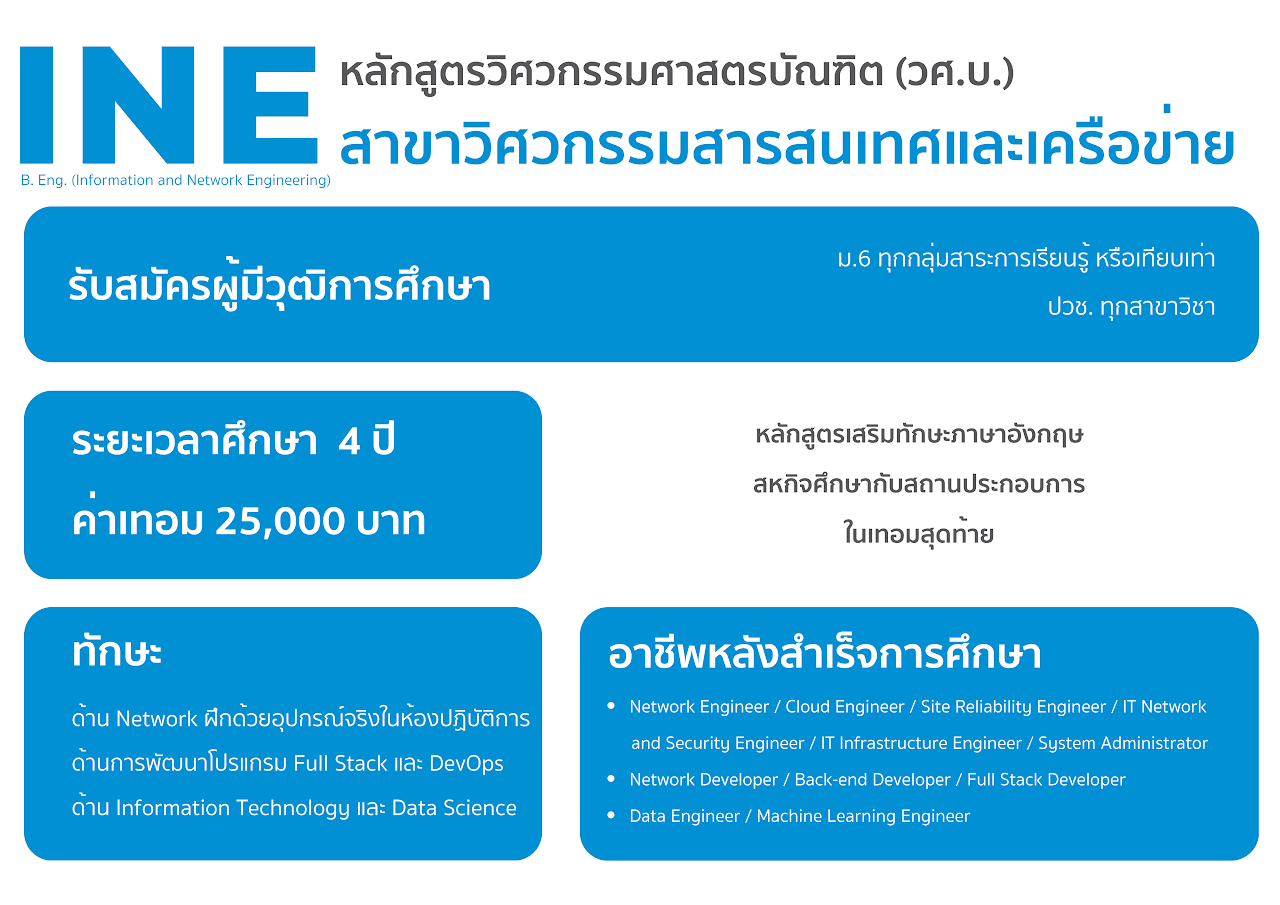 INE
B. Eng. (Information and Network Engineering)
หลักสูตรวิศวกรรมศาสตรบัณฑิต (วศ.บ.)
สาขาวิศวกรรมสารสนเทศและเครือข่าย
รับสมัครผู้มีวุฒิการศึกษา
ม.6 ทุกกลุ่มสาระการเรียนรู้ หรือเทียบเท่า
ปวช. ทุกสาขาวิชา
ระยะเวลาศึกษา 4 ปี
ค่าเทอม 25,000 บาท
หลักสูตรเสริมทักษะภาษาอังกฤษ
สหกิจศึกษากับสถานประกอบการ
ในเทอมสุดท้าย
ทักษะ
ด้าน Network ฝึกด้วยอุปกรณ์จริงในห้องปฏิบัติการ
ด้านการพัฒนาโปรแกรม Full Stack และ DevOps
ด้าน Information Technology และ Data Science
อาชีพหลังสำเร็จการศึกษา
• Network Engineer / Cloud Engineer / Site Reliability Engineer / IT Network
and Security Engineer / IT Infrastructure Engineer / System Administrator
• Network Developer / Back-end Developer / Full Stack Developer
• Data Engineer / Machine Learning Engineer